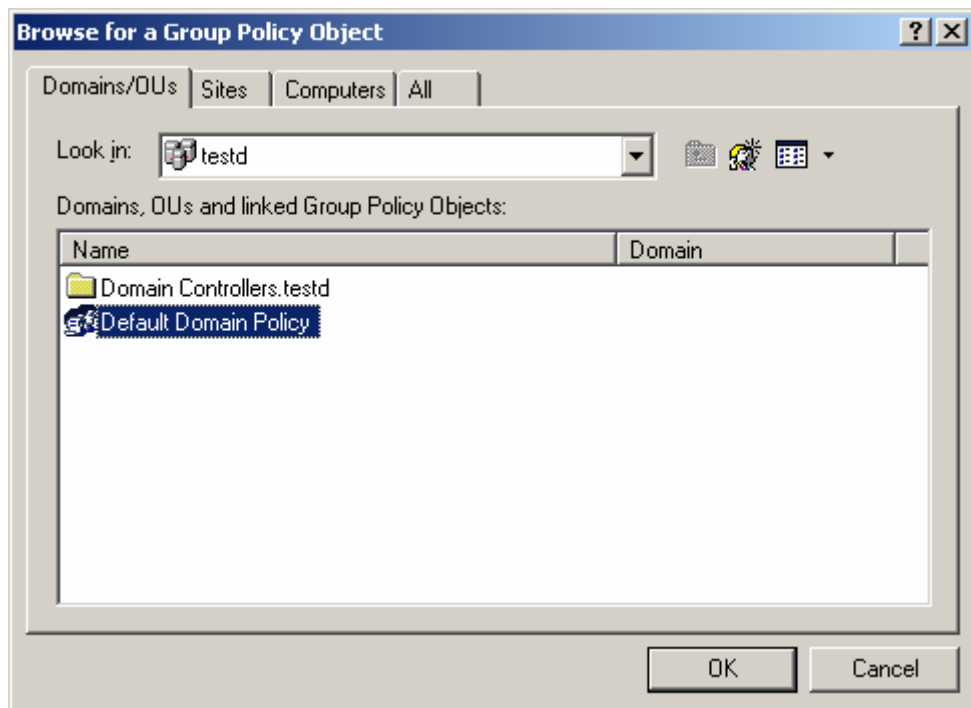 Browse for a Group Policy Object
Domains/OUs Sites Computers All
Look in: testd
Domains, OUs and linked Group Policy Objects:
Name Domain
Domain Controllers.testd
Default Domain Policy
OK Cancel